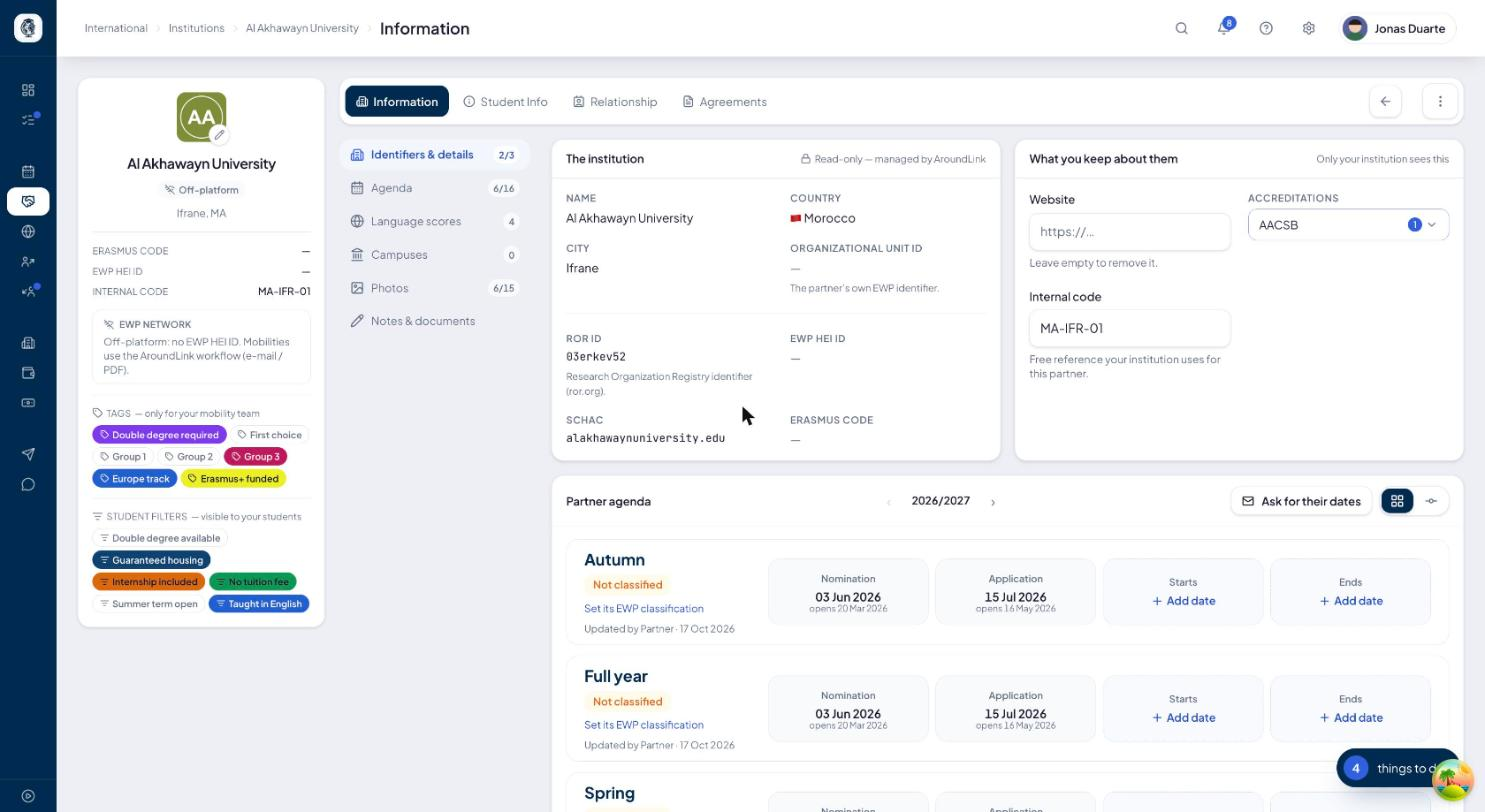 International
Institutions
Al Akhawayn University
Information
8
Jonas Duarte
AA
Al Akhawayn University
Off-platform
Ifrane, MA
ERASMUS CODE —
EWP HEI ID —
INTERNAL CODE MA-IFR-01
EWP NETWORK
Off-platform: no EWP HEI ID. Mobilities
use the AroundLink workflow (e-mail /
PDF).
TAGS — only for your mobility team
Double degree required
First choice
Group 1
Group 2
Group 3
Europe track
Erasmus+ funded
STUDENT FILTERS — visible to your students
Double degree available
Guaranteed housing
Internship included
No tuition fee
Summer term open
Taught in English
Information
Student Info
Relationship
Agreements
Identifiers & details 2/3
Agenda 6/16
Language scores 4
Campuses 0
Photos 6/15
Notes & documents
The institution
Read-only — managed by AroundLink
NAME
Al Akhawayn University
COUNTRY
Morocco
CITY
Ifrane
ORGANIZATIONAL UNIT ID
—
The partner's own EWP identifier.
ROR ID
03erkev52
Research Organization Registry identifier
(ror.org).
EWP HEI ID
—
SCHAC
alakhawaynuniversity.edu
ERASMUS CODE
—
What you keep about them
Only your institution sees this
Website
https://...
Leave empty to remove it.
Internal code
MA-IFR-01
Free reference your institution uses for
this partner.
ACCREDITATIONS
AACSB 1
Partner agenda
2026/2027
Ask for their dates
Autumn
Not classified
Set its EWP classification
Updated by Partner · 17 Oct 2026
Nomination
03 Jun 2026
opens 20 Mar 2026
Application
15 Jul 2026
opens 16 May 2026
Starts
+ Add date
Ends
+ Add date
Full year
Not classified
Set its EWP classification
Updated by Partner · 17 Oct 2026
Nomination
03 Jun 2026
opens 20 Mar 2026
Application
15 Jul 2026
opens 16 May 2026
Starts
+ Add date
Ends
+ Add date
Spring
Nomination
Application
Starts
4 things to d